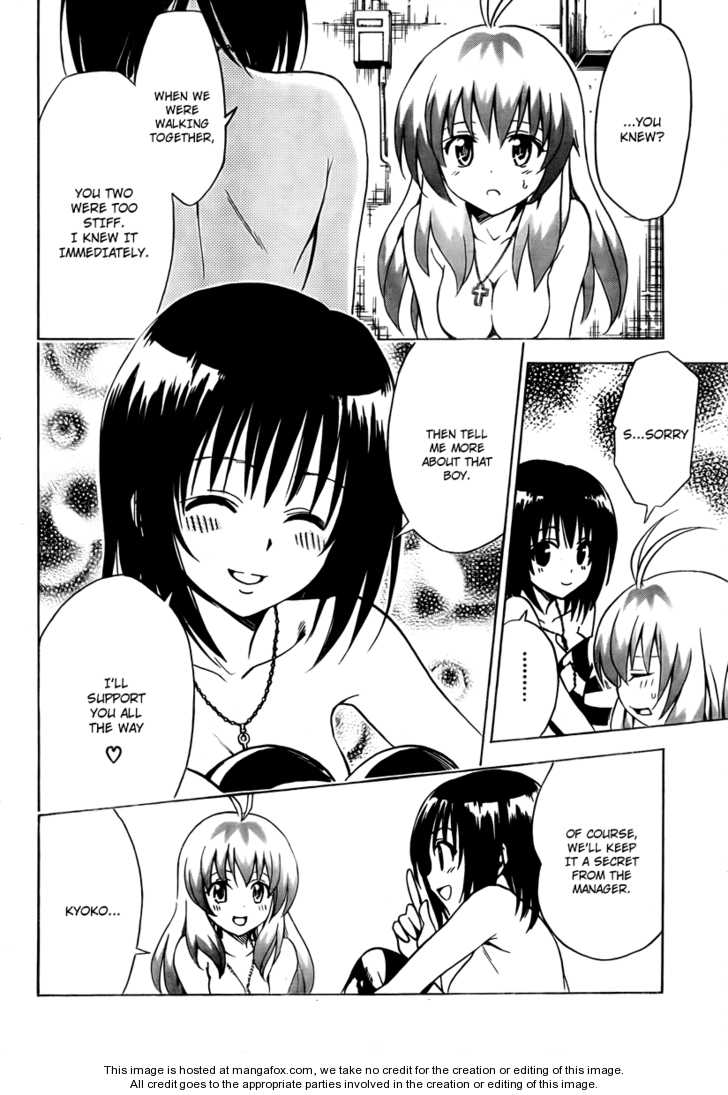 ...YOU
KNEW?
WHEN WE
WERE
WALKING
TOGETHER,
YOU TWO
WERE TOO
STIFF.
I KNEW IT
IMMEDIATELY.
S...SORRY
.........
THEN TELL
ME MORE
ABOUT THAT
BOY.
I'LL
SUPPORT
YOU ALL
THE WAY
♡
OF COURSE,
WE'LL KEEP
IT A SECRET
FROM THE
MANAGER.
KYOKO...
This image is hosted at mangafox.com, we take no credit for the creation or editing of this image.
All credit goes to the appropriate parties involved in the creation or editing of this image.